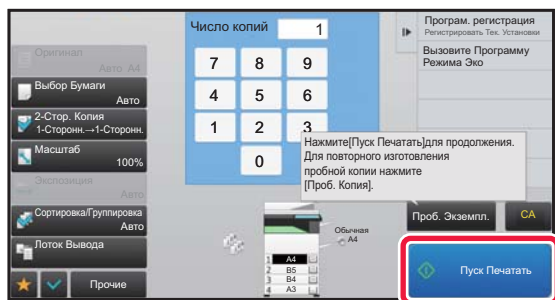 Число копий
1
Програм. регистрация
Регистрировать Тек. Установки
Вызовите Программу
Режима Эко
Оригинал
Авто A4
Выбор Бумаги
Авто
2-Стор. Копия
1-Сторонн.→1-Сторонн.
Масштаб
100%
Экспозиция
Авто
Сортировка/Группировка
Авто
Лоток Вывода
Прочие
7 8 9
4 5 6
1 2 3
0
Нажмите[Пуск Печатать]для продолжения.
Для повторного изготовления
пробной копии нажмите
[Проб. Копия].
Обычная
A4
1 A4
2 B5
3 B4
4 A3
Проб. Экземпл.
CA
Пуск Печатать